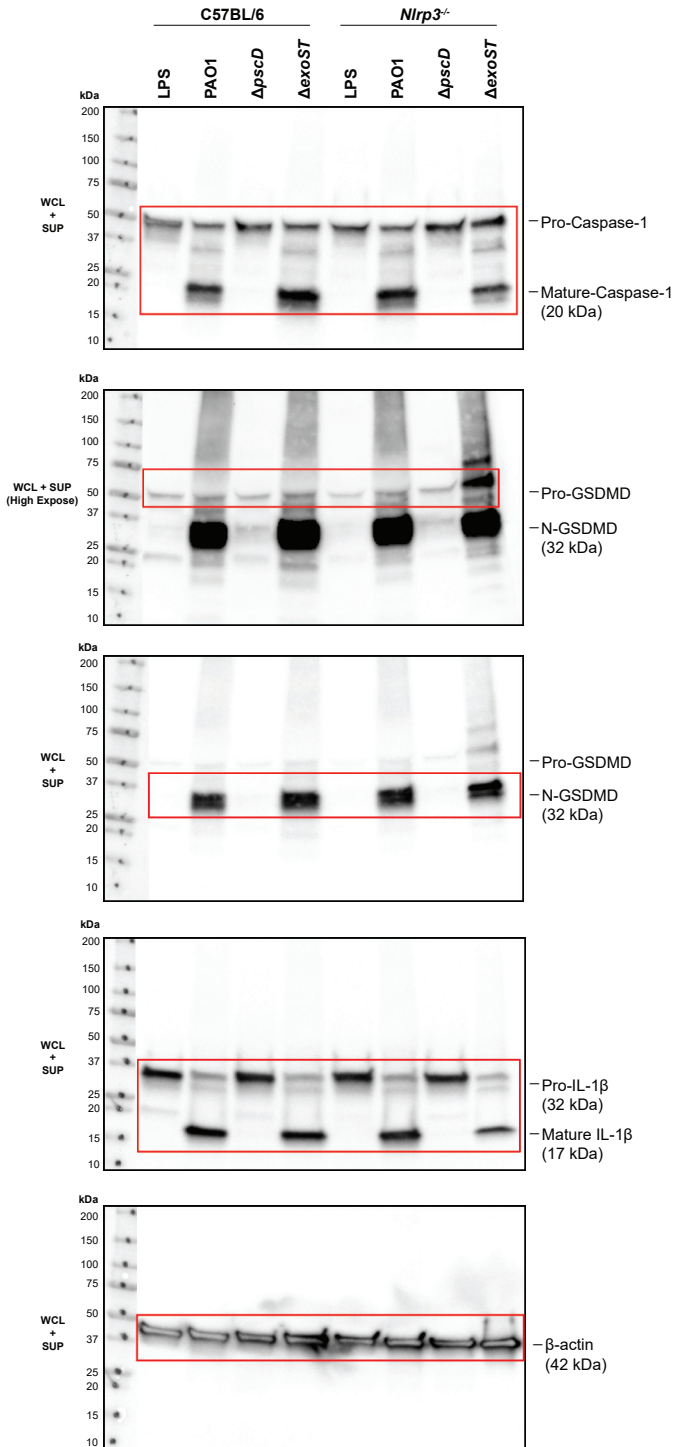 C57BL/6 Nlrp3-/-
LPS PAO1 ΔpscD ΔexoST LPS PAO1 ΔpscD ΔexoST
kDa
200
150
100
75
50
37
25
20
15
10
WCL
+
SUP
Pro-Caspase-1
Mature-Caspase-1
(20 kDa)
kDa
200
150
100
75
50
37
25
20
15
10
WCL + SUP
(High Expose)
Pro-GSDMD
N-GSDMD
(32 kDa)
kDa
200
150
100
75
50
37
25
20
15
10
WCL
+
SUP
Pro-GSDMD
N-GSDMD
(32 kDa)
kDa
200
150
100
75
50
37
25
20
15
10
WCL
+
SUP
Pro-IL-1β
(32 kDa)
Mature IL-1β
(17 kDa)
kDa
200
150
100
75
50
37
25
20
15
10
WCL
+
SUP
β-actin
(42 kDa)